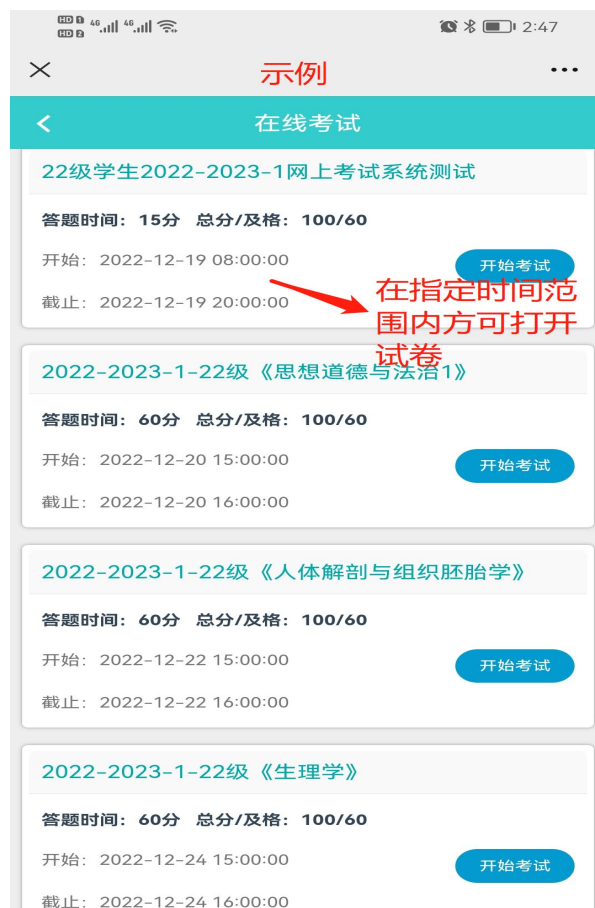 HD 1 46 46 2:47
HD 2
示例
在线考试
22级学生2022-2023-1网上考试系统测试
答题时间：15分 总分/及格：100/60
开始：2022-12-19 08:00:00
开始考试
截止：2022-12-19 20:00:00
在指定时间范
围内方可打开
试卷
2022-2023-1-22级《思想道德与法治1》
答题时间：60分 总分/及格：100/60
开始：2022-12-20 15:00:00
开始考试
截止：2022-12-20 16:00:00
2022-2023-1-22级《人体解剖与组织胚胎学》
答题时间：60分 总分/及格：100/60
开始：2022-12-22 15:00:00
开始考试
截止：2022-12-22 16:00:00
2022-2023-1-22级《生理学》
答题时间：60分 总分/及格：100/60
开始：2022-12-24 15:00:00
开始考试
截止：2022-12-24 16:00:00